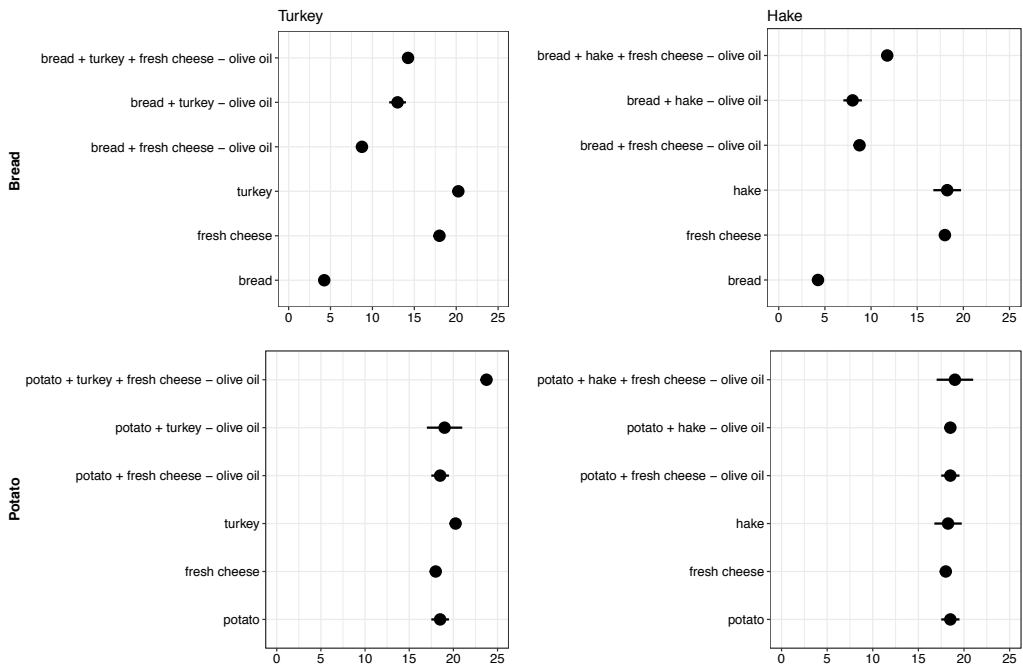 Turkey
Bread
bread + turkey + fresh cheese − olive oil
bread + turkey − olive oil
bread + fresh cheese − olive oil
turkey
fresh cheese
bread
0 5 10 15 20 25
Hake
bread + hake + fresh cheese − olive oil
bread + hake − olive oil
bread + fresh cheese − olive oil
hake
fresh cheese
bread
0 5 10 15 20 25
Potato
potato + turkey + fresh cheese − olive oil
potato + turkey − olive oil
potato + fresh cheese − olive oil
turkey
fresh cheese
potato
0 5 10 15 20 25
potato + hake + fresh cheese − olive oil
potato + hake − olive oil
potato + fresh cheese − olive oil
hake
fresh cheese
potato
0 5 10 15 20 25